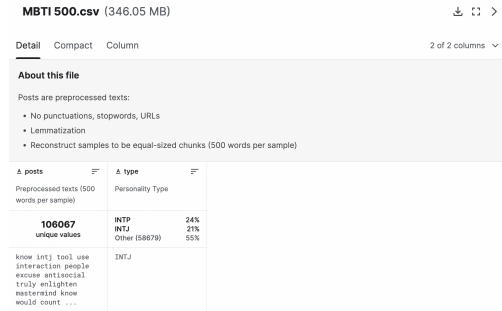 MBTI 500.csv (346.05 MB)
Detail Compact Column 2 of 2 columns
About this file
Posts are preprocessed texts:
• No punctuations, stopwords, URLs
• Lemmatization
• Reconstruct samples to be equal-sized chunks (500 words per sample)
A posts A type
Preprocessed texts (500 Personality Type
words per sample)
106067
unique values
INTP 24%
INTJ 21%
Other (58679) 55%
know intj tool use INTJ
interaction people
excuse antisocial
truly enlighten
mastermind know
would count ...